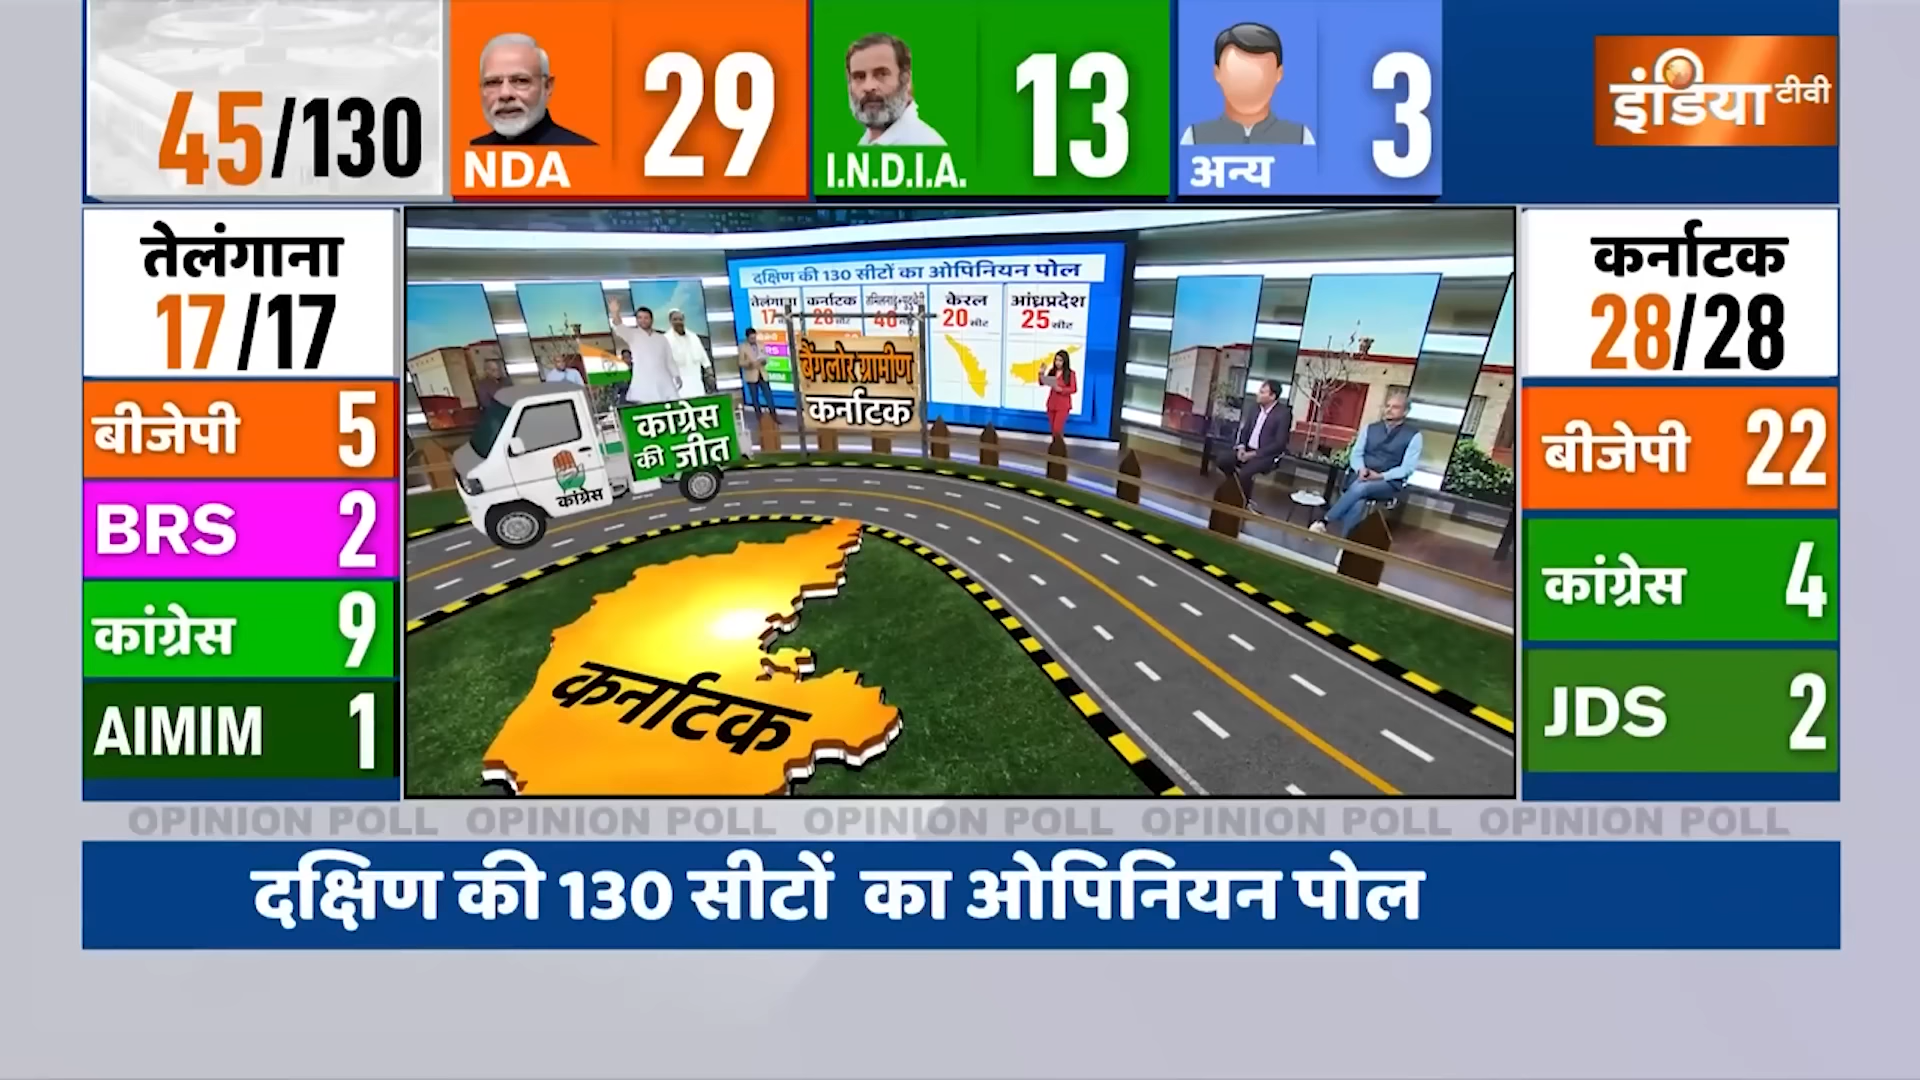 45/130
NDA
29
I.N.D.I.A.
13
अन्य
3
इंडिया टीवी
तेलंगाना
17/17
बीजेपी 5
BRS 2
कांग्रेस 9
AIMIM 1
दक्षिण की 130 सीटों का ओपिनियन पोल
तेलंगाना
17
कर्नाटक
28 सीट
40
केरल
20 सीट
आंध्रप्रदेश
25 सीट
बैंगलोर ग्रामीण
कर्नाटक
कांग्रेस
की जीत
कांग्रेस
कर्नाटक
कर्नाटक
28/28
बीजेपी 22
कांग्रेस 4
JDS 2
OPINION POLL OPINION POLL OPINION POLL OPINION POLL OPINION POLL
दक्षिण की 130 सीटों का ओपिनियन पोल